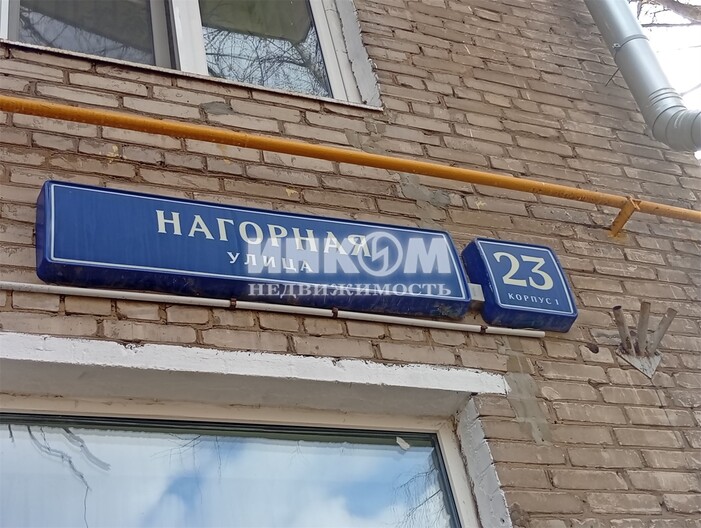 НАГОРНАЯ
УЛИЦА
23
КОРПУС 1
ИНКОМ
НЕДВИЖИМОСТЬ